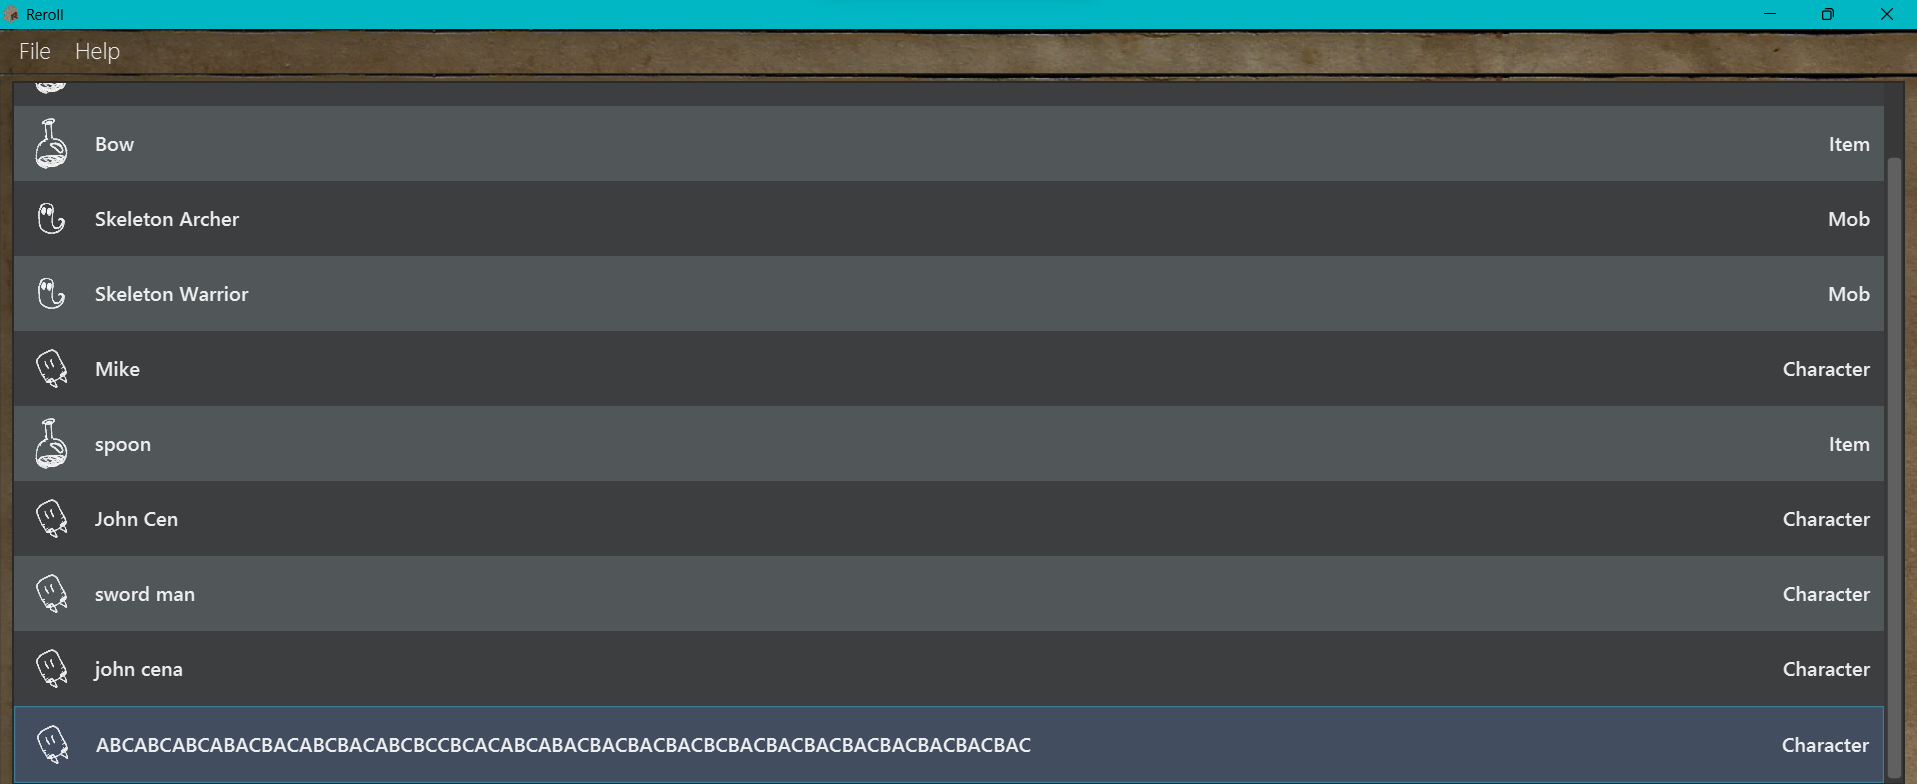 Reroll
File Help
Bow Item
Skeleton Archer Mob
Skeleton Warrior Mob
Mike Character
spoon Item
John Cen Character
sword man Character
john cena Character
ABCABCABCABACBACABCBACABCBCCBCACABCABACBACBACBACBCBACBACBACBACBACBACBACBAC Character